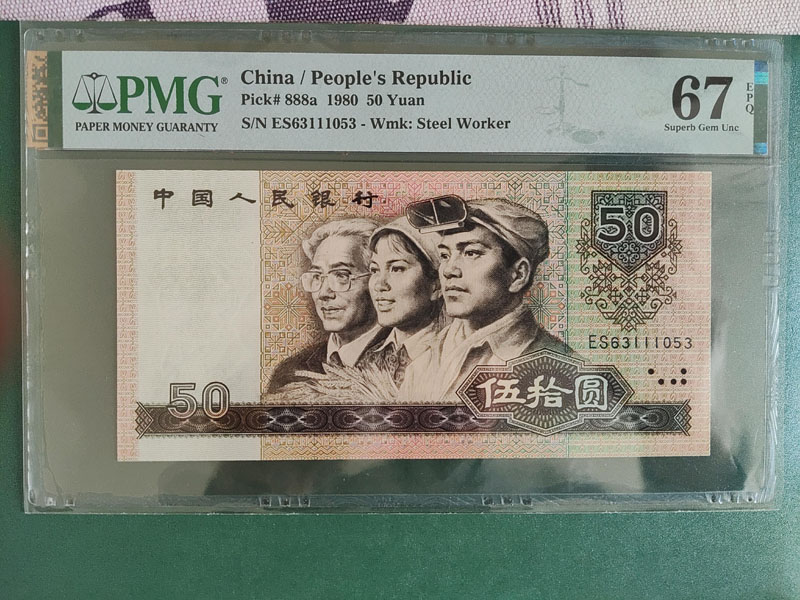 PMG®
PAPER MONEY GUARANTY
China / People's Republic
Pick# 888a 1980 50 Yuan
S/N ES63111053 - Wmk: Steel Worker
67 EPQ
Superb Gem Unc
中国人民银行
50
ES63111053
50
伍拾圆